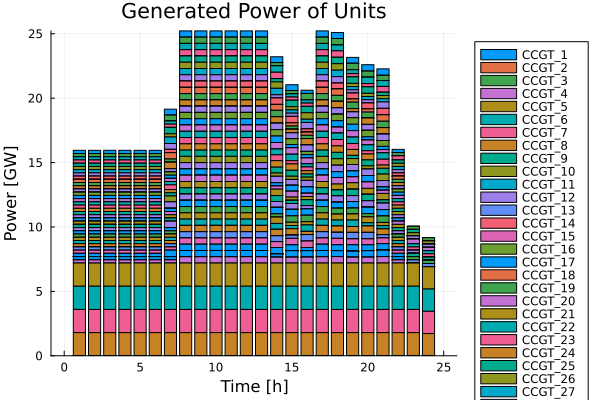 Generated Power of Units
Power [GW]
25
20
15
10
5
0
0
5
10
15
20
25
Time [h]
CCGT_1
CCGT_2
CCGT_3
CCGT_4
CCGT_5
CCGT_6
CCGT_7
CCGT_8
CCGT_9
CCGT_10
CCGT_11
CCGT_12
CCGT_13
CCGT_14
CCGT_15
CCGT_16
CCGT_17
CCGT_18
CCGT_19
CCGT_20
CCGT_21
CCGT_22
CCGT_23
CCGT_24
CCGT_25
CCGT_26
CCGT_27